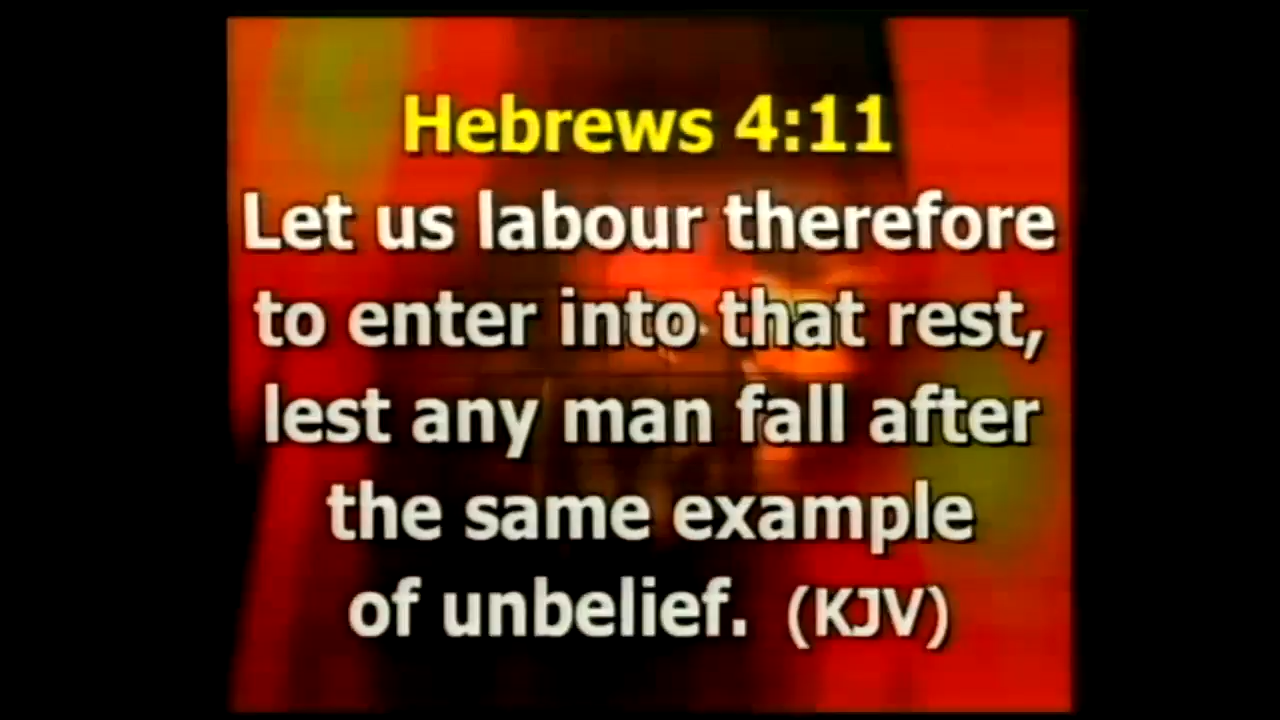 Hebrews 4:11
Let us labour therefore
to enter into that rest,
lest any man fall after
the same example
of unbelief. (KJV)